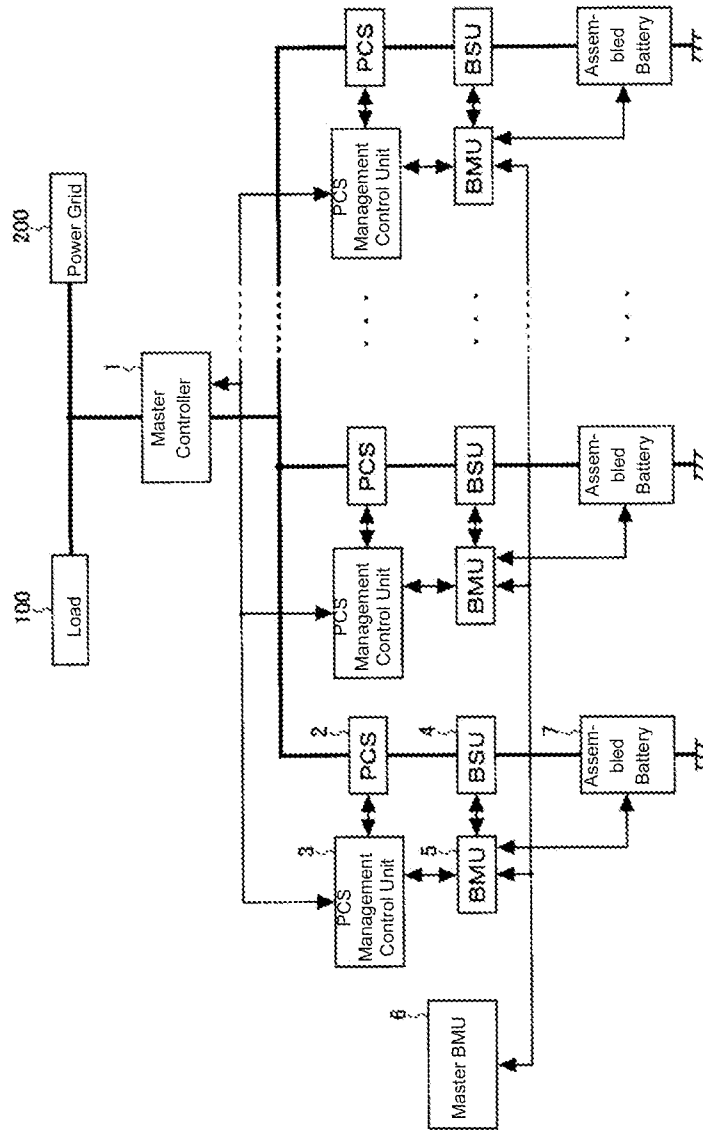 100
Load
200
Power Grid
1
Master
Controller
6
Master BMU
3
PCS
Management
Control Unit
2
PCS
5
BMU
4
BSU
7
Assem-
bled
Battery
PCS
Management
Control Unit
PCS
BMU
BSU
Assem-
bled
Battery
PCS
Management
Control Unit
PCS
BMU
BSU
Assem-
bled
Battery